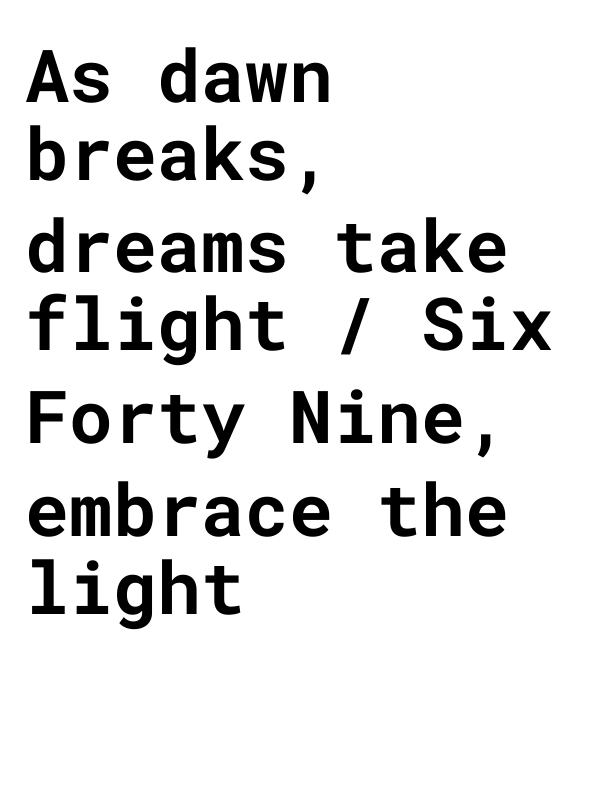 As dawn
breaks,
dreams take
flight / Six
Forty Nine,
embrace the
light